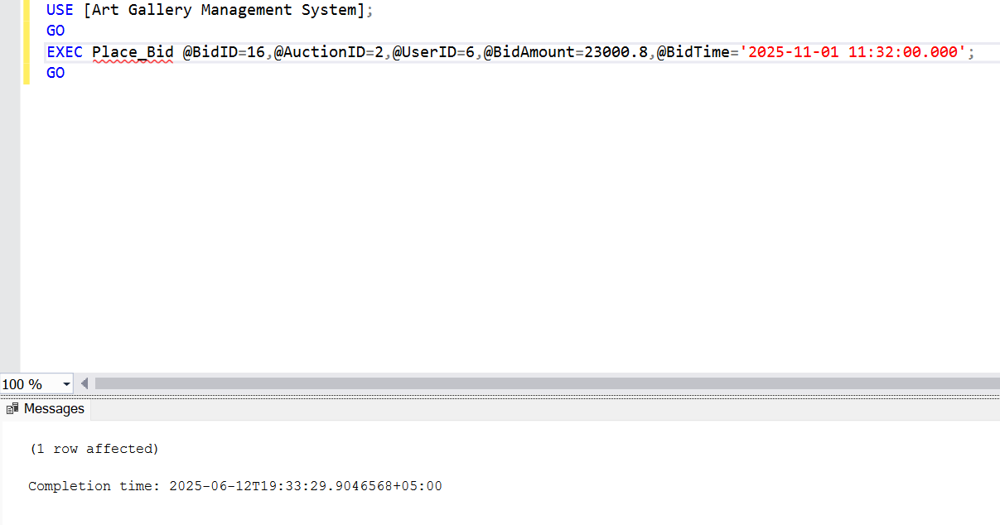 USE [Art Gallery Management System];
GO
EXEC Place_Bid @BidID=16,@AuctionID=2,@UserID=6,@BidAmount=23000.8,@BidTime='2025-11-01 11:32:00.000';
GO
100 %
Messages
(1 row affected)
Completion time: 2025-06-12T19:33:29.9046568+05:00